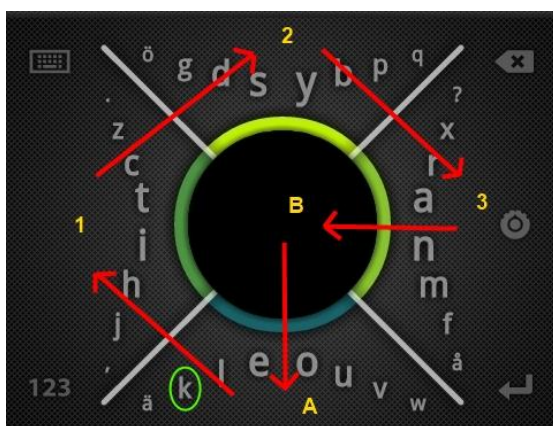 2
ö g d s y b p q
. ?
z x
c r
t B a 3
1
i n
h m
j f
, å
123 ä k l e o u v w
A